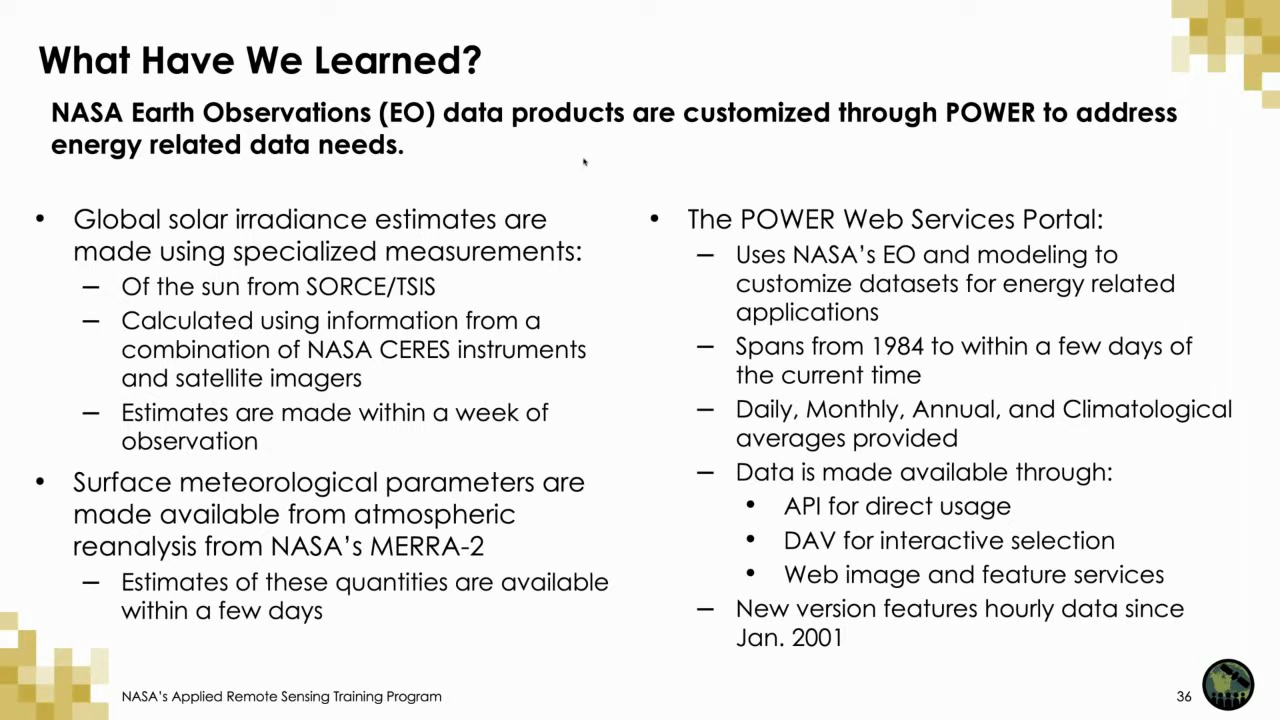 What Have We Learned?
NASA Earth Observations (EO) data products are customized through POWER to address
energy related data needs.
• Global solar irradiance estimates are
made using specialized measurements:
– Of the sun from SORCE/TSIS
– Calculated using information from a
combination of NASA CERES instruments
and satellite imagers
– Estimates are made within a week of
observation
• Surface meteorological parameters are
made available from atmospheric
reanalysis from NASA's MERRA-2
– Estimates of these quantities are available
within a few days
• The POWER Web Services Portal:
– Uses NASA's EO and modeling to
customize datasets for energy related
applications
– Spans from 1984 to within a few days of
the current time
– Daily, Monthly, Annual, and Climatological
averages provided
– Data is made available through:
• API for direct usage
• DAV for interactive selection
• Web image and feature services
– New version features hourly data since
Jan. 2001
NASA's Applied Remote Sensing Training Program
36